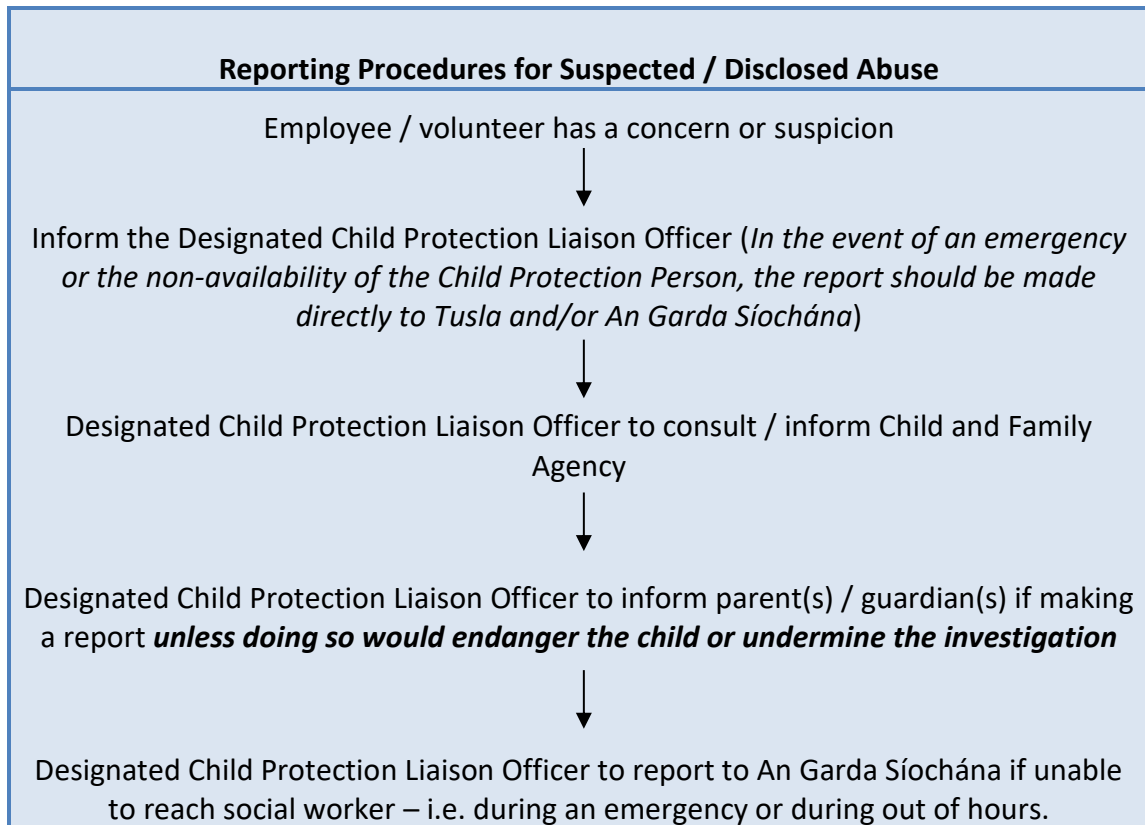 Reporting Procedures for Suspected / Disclosed Abuse
Employee / volunteer has a concern or suspicion
Inform the Designated Child Protection Liaison Officer (In the event of an emergency
or the non-availability of the Child Protection Person, the report should be made
directly to Tusla and/or An Garda Síochána)
Designated Child Protection Liaison Officer to consult / inform Child and Family
Agency
Designated Child Protection Liaison Officer to inform parent(s) / guardian(s) if making
a report unless doing so would endanger the child or undermine the investigation
Designated Child Protection Liaison Officer to report to An Garda Síochána if unable
to reach social worker – i.e. during an emergency or during out of hours.